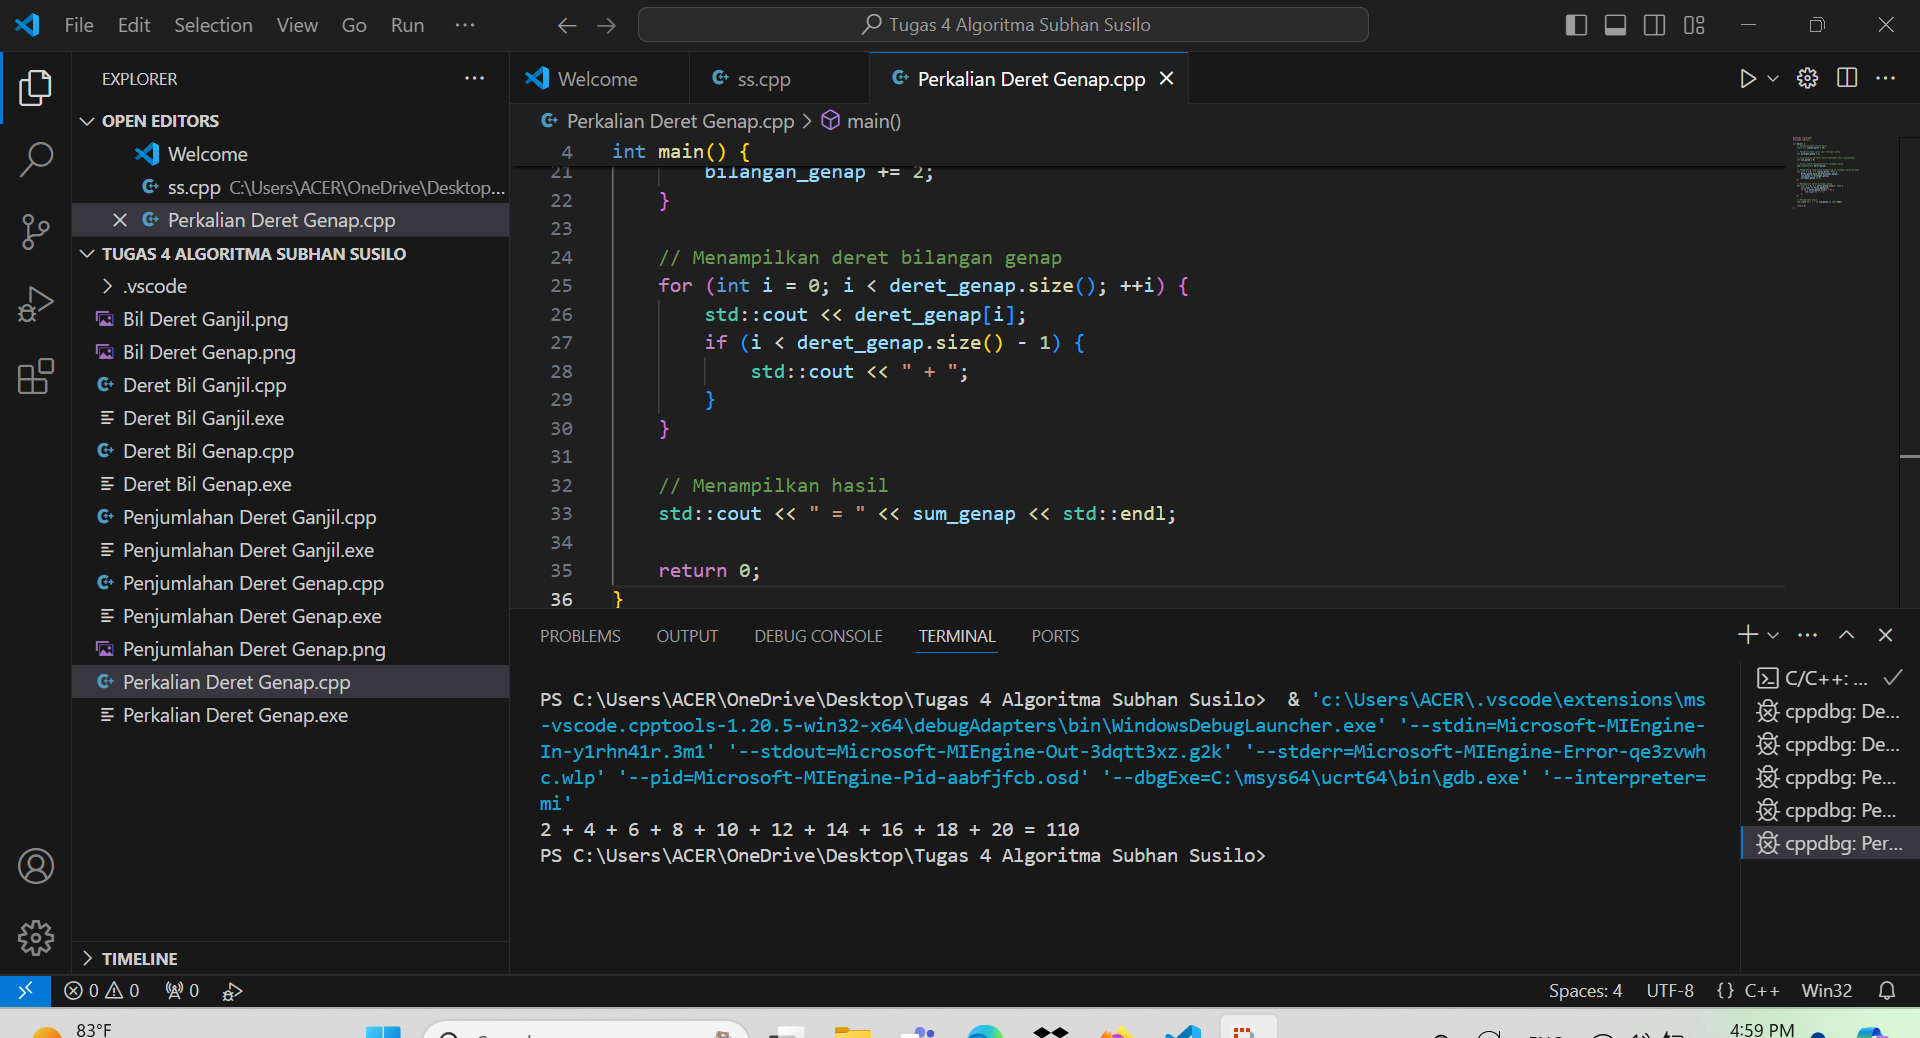 File Edit Selection View Go Run ···
Tugas 4 Algoritma Subhan Susilo
EXPLORER
OPEN EDITORS
Welcome
ss.cpp C:\Users\ACER\OneDrive\Desktop...
Perkalian Deret Genap.cpp
TUGAS 4 ALGORITMA SUBHAN SUSILO
.vscode
Bil Deret Ganjil.png
Bil Deret Genap.png
Deret Bil Ganjil.cpp
Deret Bil Ganjil.exe
Deret Bil Genap.cpp
Deret Bil Genap.exe
Penjumlahan Deret Ganjil.cpp
Penjumlahan Deret Ganjil.exe
Penjumlahan Deret Genap.cpp
Penjumlahan Deret Genap.exe
Penjumlahan Deret Genap.png
Perkalian Deret Genap.cpp
Perkalian Deret Genap.exe
TIMELINE
Welcome ss.cpp Perkalian Deret Genap.cpp
Perkalian Deret Genap.cpp > main()
4 int main() {
21 bilangan_genap += 2;
22 }
23
24 // Menampilkan deret bilangan genap
25 for (int i = 0; i < deret_genap.size(); ++i) {
26 std::cout << deret_genap[i];
27 if (i < deret_genap.size() - 1) {
28 std::cout << " + ";
29 }
30 }
31
32 // Menampilkan hasil
33 std::cout << " = " << sum_genap << std::endl;
34
35 return 0;
36 }
PROBLEMS OUTPUT DEBUG CONSOLE TERMINAL PORTS
PS C:\Users\ACER\OneDrive\Desktop\Tugas 4 Algoritma Subhan Susilo>  & 'c:\Users\ACER\.vscode\extensions\ms
-vscode.cpptools-1.20.5-win32-x64\debugAdapters\bin\WindowsDebugLauncher.exe' '--stdin=Microsoft-MIEngine-
In-y1rhn41r.3m1' '--stdout=Microsoft-MIEngine-Out-3dqtt3xz.g2k' '--stderr=Microsoft-MIEngine-Error-qe3zvwh
c.wlp' '--pid=Microsoft-MIEngine-Pid-aabfjfcb.osd' '--dbgExe=C:\msys64\ucrt64\bin\gdb.exe' '--interpreter=
mi'
2 + 4 + 6 + 8 + 10 + 12 + 14 + 16 + 18 + 20 = 110
PS C:\Users\ACER\OneDrive\Desktop\Tugas 4 Algoritma Subhan Susilo>
C/C++: ...
cppdbg: De...
cppdbg: De...
cppdbg: Pe...
cppdbg: Pe...
cppdbg: Per...
0 0 0
Spaces: 4 UTF-8 {} C++ Win32
83°F
4:59 PM